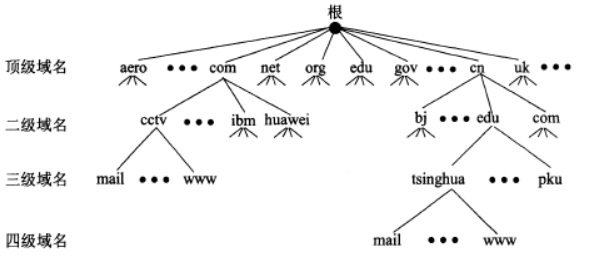 根
顶级域名 aero ••• com net org edu gov ••• cn uk •••
二级域名 cctv ••• ibm huawei bj ••• edu com
三级域名 mail ••• www tsinghua ••• pku
四级域名 mail ••• www